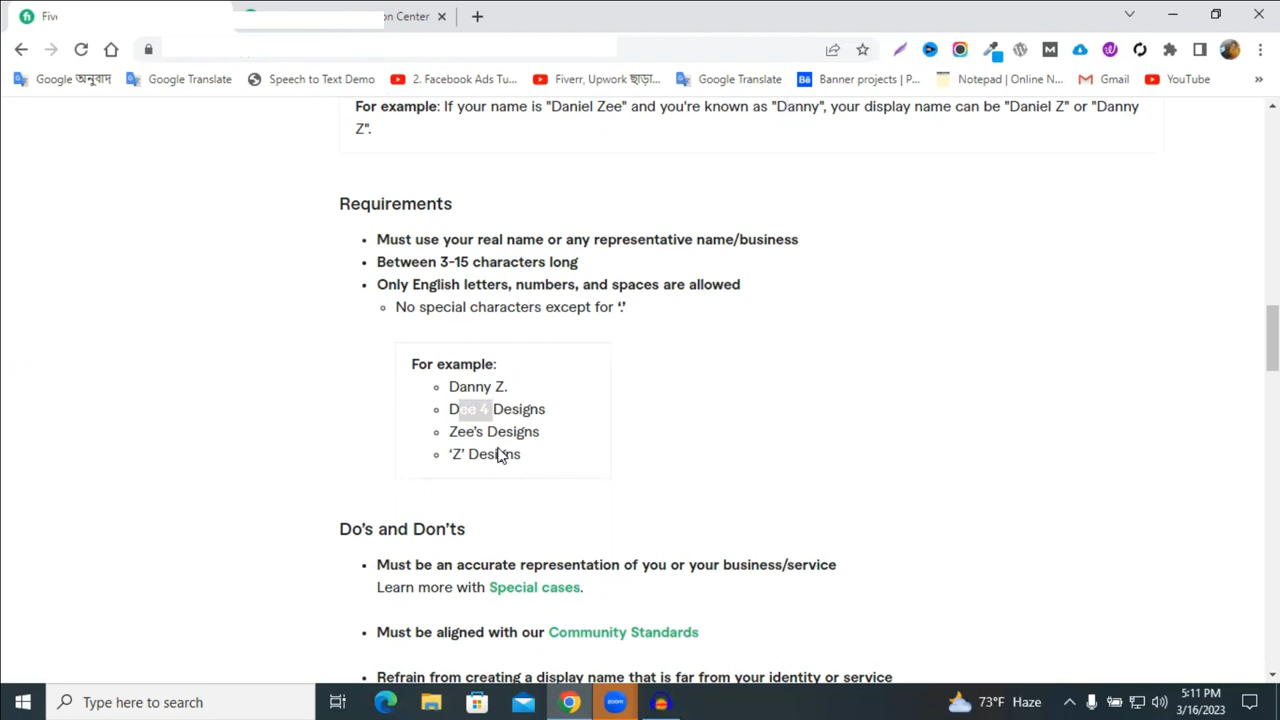 Five
on Center
Google অনুবাদ
Google Translate
Speech to Text Demo
2. Facebook Ads Tu...
Fiverr, Upwork ছাড়া...
Google Translate
Banner projects | P...
Notepad | Online N...
Gmail
YouTube
For example: If your name is "Daniel Zee" and you're known as "Danny", your display name can be "Daniel Z" or "Danny
Z".
Requirements
• Must use your real name or any representative name/business
• Between 3-15 characters long
• Only English letters, numbers, and spaces are allowed
◦ No special characters except for ‘.’
For example:
◦ Danny Z.
◦ Dee 4 Designs
◦ Zee’s Designs
◦ ‘Z’ Designs
Do’s and Don’ts
• Must be an accurate representation of you or your business/service
Learn more with Special cases.
• Must be aligned with our Community Standards
• Refrain from creating a display name that is far from your identity or service
Type here to search
zoom
73°F Haze
5:11 PM
3/16/2023